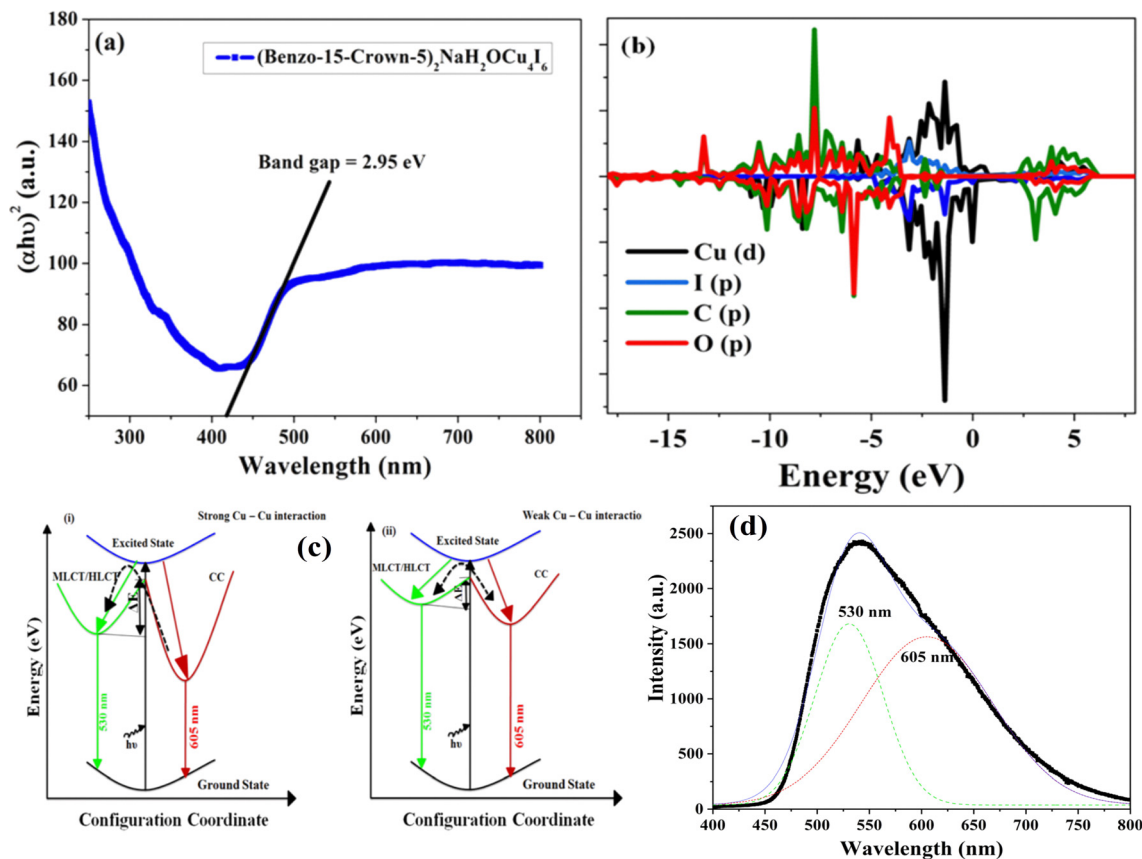 (a)
(Benzo-15-Crown-5)₂NaH₂OCu₄I₆
Band gap = 2.95 eV
(αhυ)² (a.u.)
180
160
140
120
100
80
60
300 400 500 600 700 800
Wavelength (nm)
(b)
Cu (d)
I (p)
C (p)
O (p)
-15 -10 -5 0 5
Energy (eV)
(c)
(i)
Strong Cu – Cu interaction
Excited State
MLCT/HLCT
CC
ΔE
530 nm
605 nm
hυ
Ground State
Energy (eV)
Configuration Coordinate
(ii)
Weak Cu – Cu interactio
Excited State
MLCT/HLCT
CC
ΔE
530 nm
605 nm
hυ
Ground State
Energy (eV)
Configuration Coordinate
(d)
530 nm
605 nm
Intensity (a.u.)
2500
2000
1500
1000
500
0
400 450 500 550 600 650 700 750 800
Wavelength (nm)